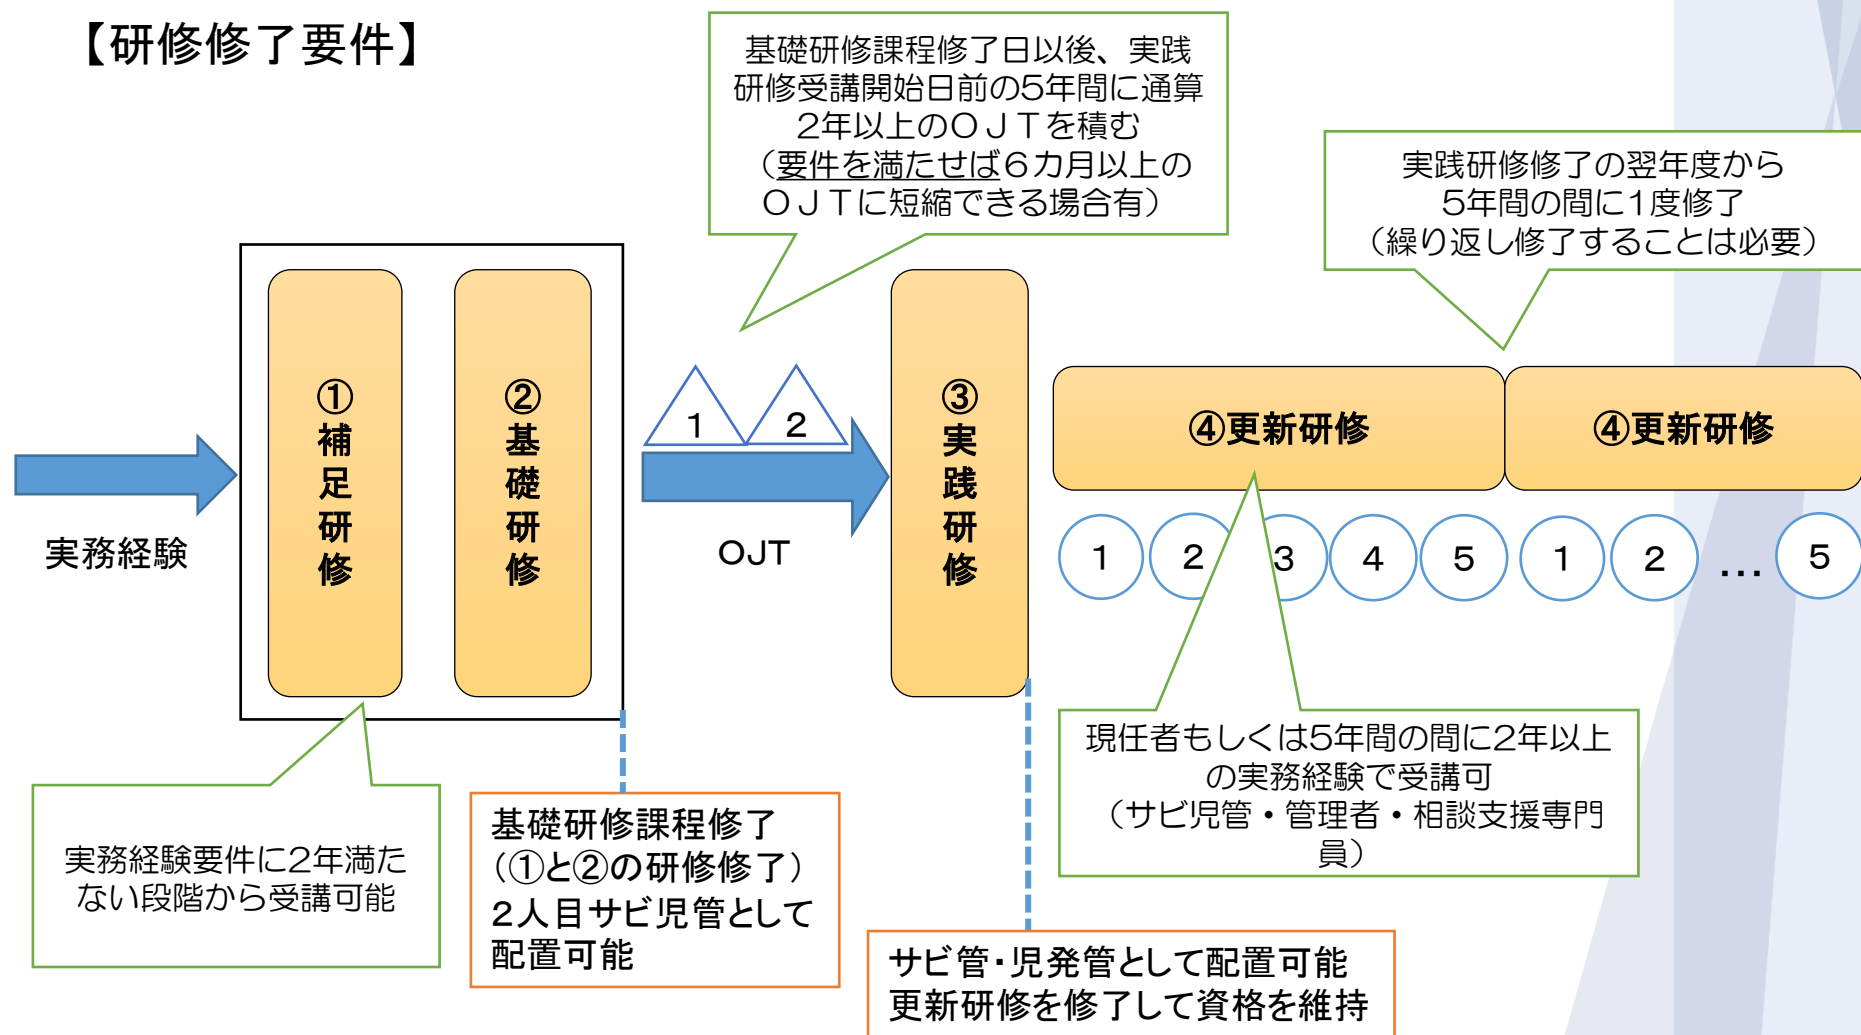 【研修修了要件】
基礎研修課程修了日以後、実践
研修受講開始日前の5年間に通算
2年以上のOJTを積む
（要件を満たせば6カ月以上の
OJTに短縮できる場合有）
実践研修修了の翌年度から
5年間の間に1度修了
（繰り返し修了することは必要）
実務経験
①補足研修
②基礎研修
1
2
OJT
③実践研修
④更新研修
④更新研修
1
2
3
4
5
1
2
…
5
実務経験要件に2年満た
ない段階から受講可能
基礎研修課程修了
（①と②の研修修了）
2人目サビ児管として
配置可能
現任者もしくは5年間の間に2年以上
の実務経験で受講可
（サビ児管・管理者・相談支援専門
員）
サビ管・児発管として配置可能
更新研修を修了して資格を維持